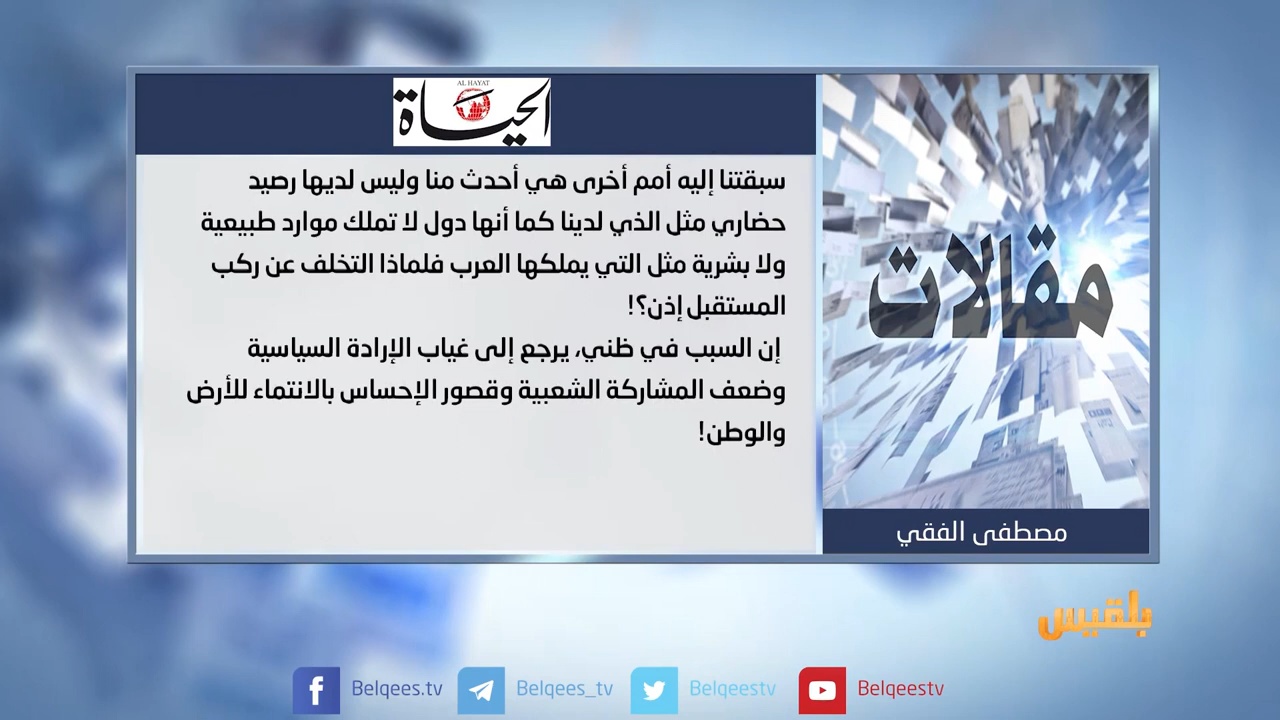 AL HAYAT
الحياة
سبقتنا إليه أمم أخرى هي أحدث منا وليس لديها رصيد
حضاري مثل الذي لدينا كما أنها دول لا تملك موارد طبيعية
ولا بشرية مثل التي يملكها العرب فلماذا التخلف عن ركب
المستقبل إذن؟!
إن السبب في ظني، يرجع إلى غياب الإرادة السياسية
وضعف المشاركة الشعبية وقصور الإحساس بالانتماء للأرض
والوطن!
مقالات
مصطفى الفقي
بلقيس
Belqees.tv
Belqees_tv
Belqeestv
Belqeestv